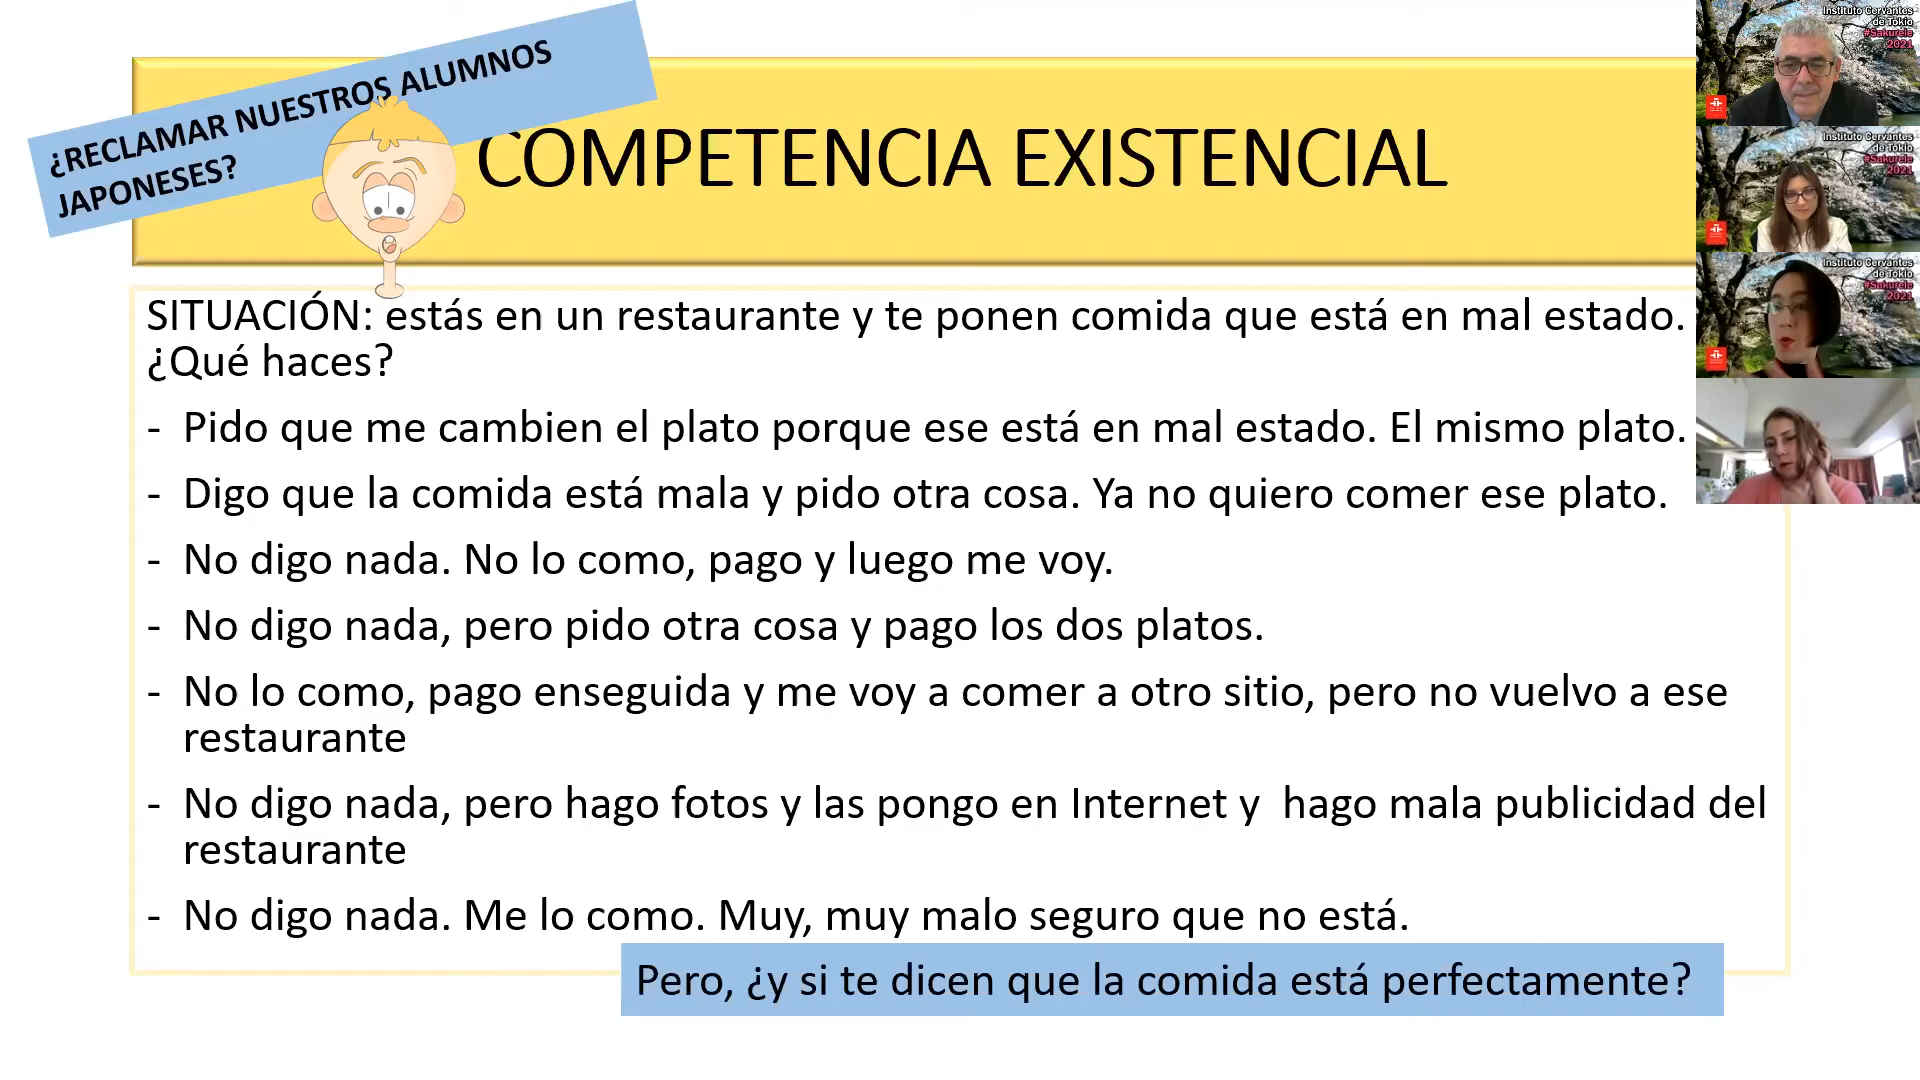 ¿RECLAMAR NUESTROS ALUMNOS
JAPONESES?
COMPETENCIA EXISTENCIAL
SITUACIÓN: estás en un restaurante y te ponen comida que está en mal estado.
¿Qué haces?
- Pido que me cambien el plato porque ese está en mal estado. El mismo plato.
- Digo que la comida está mala y pido otra cosa. Ya no quiero comer ese plato.
- No digo nada. No lo como, pago y luego me voy.
- No digo nada, pero pido otra cosa y pago los dos platos.
- No lo como, pago enseguida y me voy a comer a otro sitio, pero no vuelvo a ese
restaurante
- No digo nada, pero hago fotos y las pongo en Internet y  hago mala publicidad del
restaurante
- No digo nada. Me lo como. Muy, muy malo seguro que no está.
Pero, ¿y si te dicen que la comida está perfectamente?
Instituto Cervantes
de Tokio
#Sakurele
2021
Instituto Cervantes
de Tokio
#Sakurele
2021
Instituto Cervantes
de Tokio
#Sakurele
2021